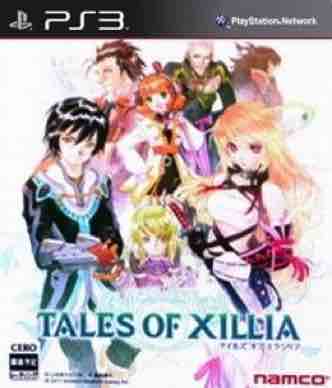 PS3
PlayStation Network
TALES OF XILLIA
テイルズ オブ エクシリア
CERO
NAMCO